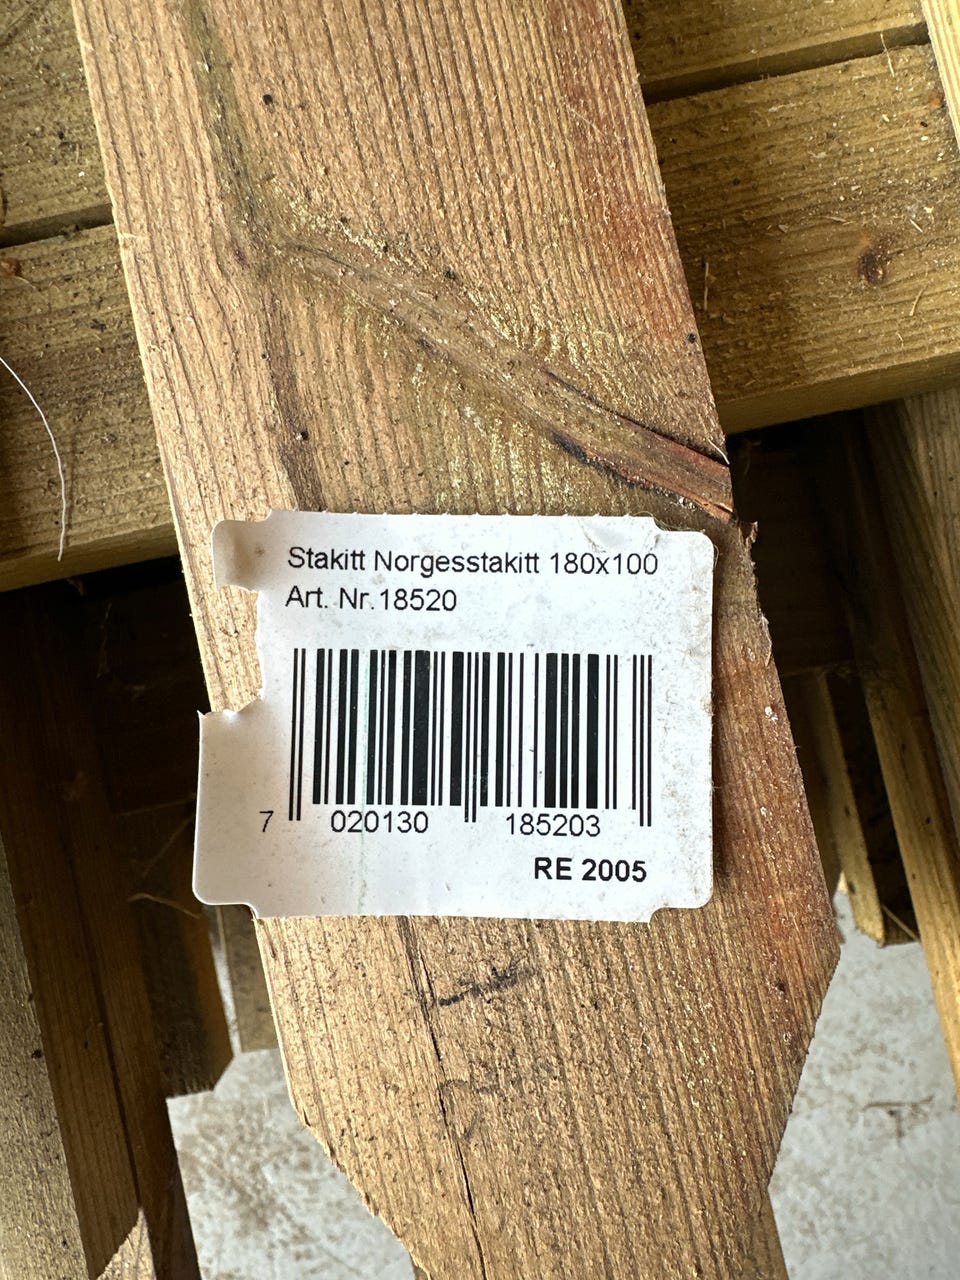 Stakitt Norgesstakitt 180x100
Art. Nr.18520
7 020130 185203
RE 2005